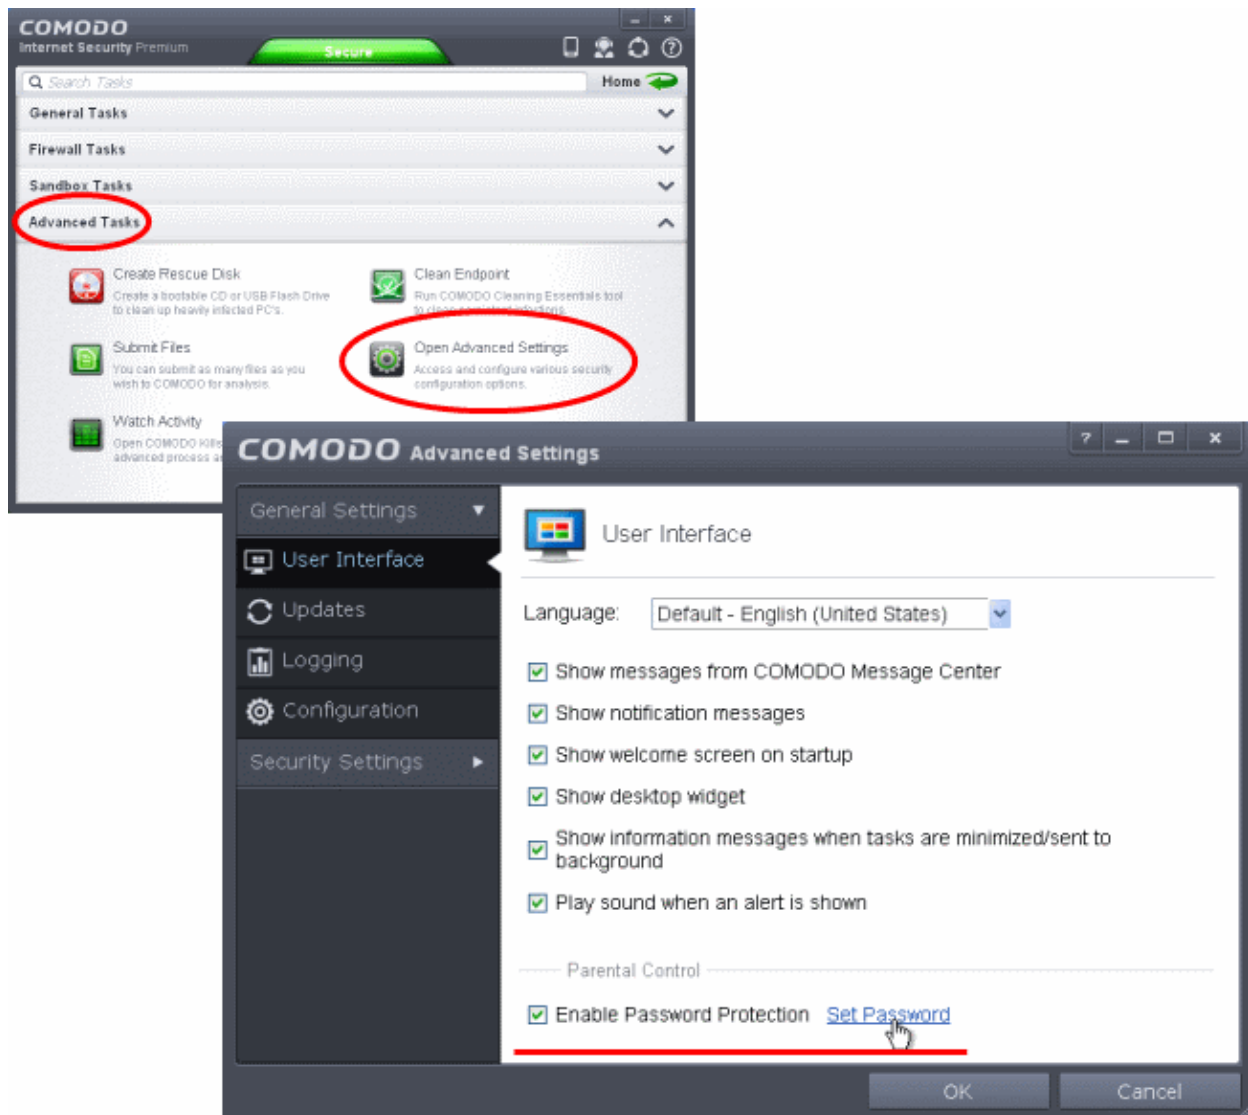 COMODO
Internet Security Premium
Secure
Search Tasks
Home
General Tasks
Firewall Tasks
Sandbox Tasks
Advanced Tasks
Create Rescue Disk
Create a bootable CD or USB Flash Drive
to clean up heavily infected PC's.
Clean Endpoint
Run COMODO Cleaning Essentials tool
to clean persistent infections.
Submit Files
You can submit as many files as you
wish to COMODO for analysis.
Open Advanced Settings
Access and configure various security
configuration options.
Watch Activity
Open COMODO Kills
advanced process a
COMODO Advanced Settings
General Settings
User Interface
Updates
Logging
Configuration
Security Settings
User Interface
Language: Default - English (United States)
Show messages from COMODO Message Center
Show notification messages
Show welcome screen on startup
Show desktop widget
Show information messages when tasks are minimized/sent to
background
Play sound when an alert is shown
Parental Control
Enable Password Protection Set Password
OK Cancel